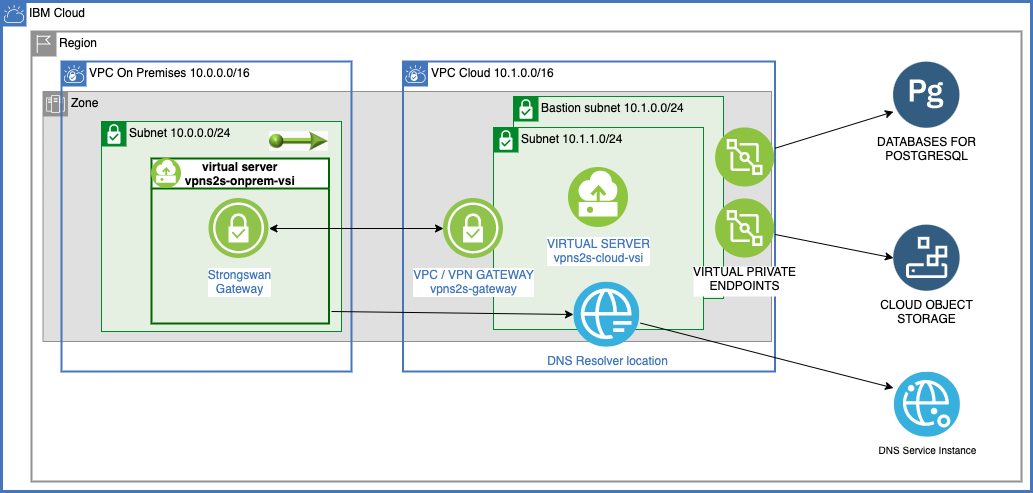 IBM Cloud
Region
VPC On Premises 10.0.0.0/16
VPC Cloud 10.1.0.0/16
Zone
Subnet 10.0.0.0/24
virtual server
vpns2s-onprem-vsi
Strongswan
Gateway
VPC / VPN GATEWAY
vpns2s-gateway
Bastion subnet 10.1.0.0/24
Subnet 10.1.1.0/24
VIRTUAL SERVER
vpns2s-cloud-vsi
VIRTUAL PRIVATE
ENDPOINTS
DNS Resolver location
Pg
DATABASES FOR
POSTGRESQL
CLOUD OBJECT
STORAGE
DNS Service Instance